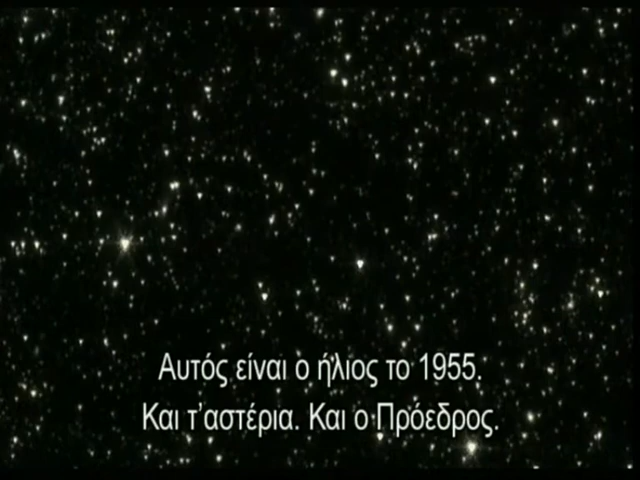 Αυτός είναι ο ήλιος το 1955.
Και τ'αστέρια. Και ο Πρόεδρος.